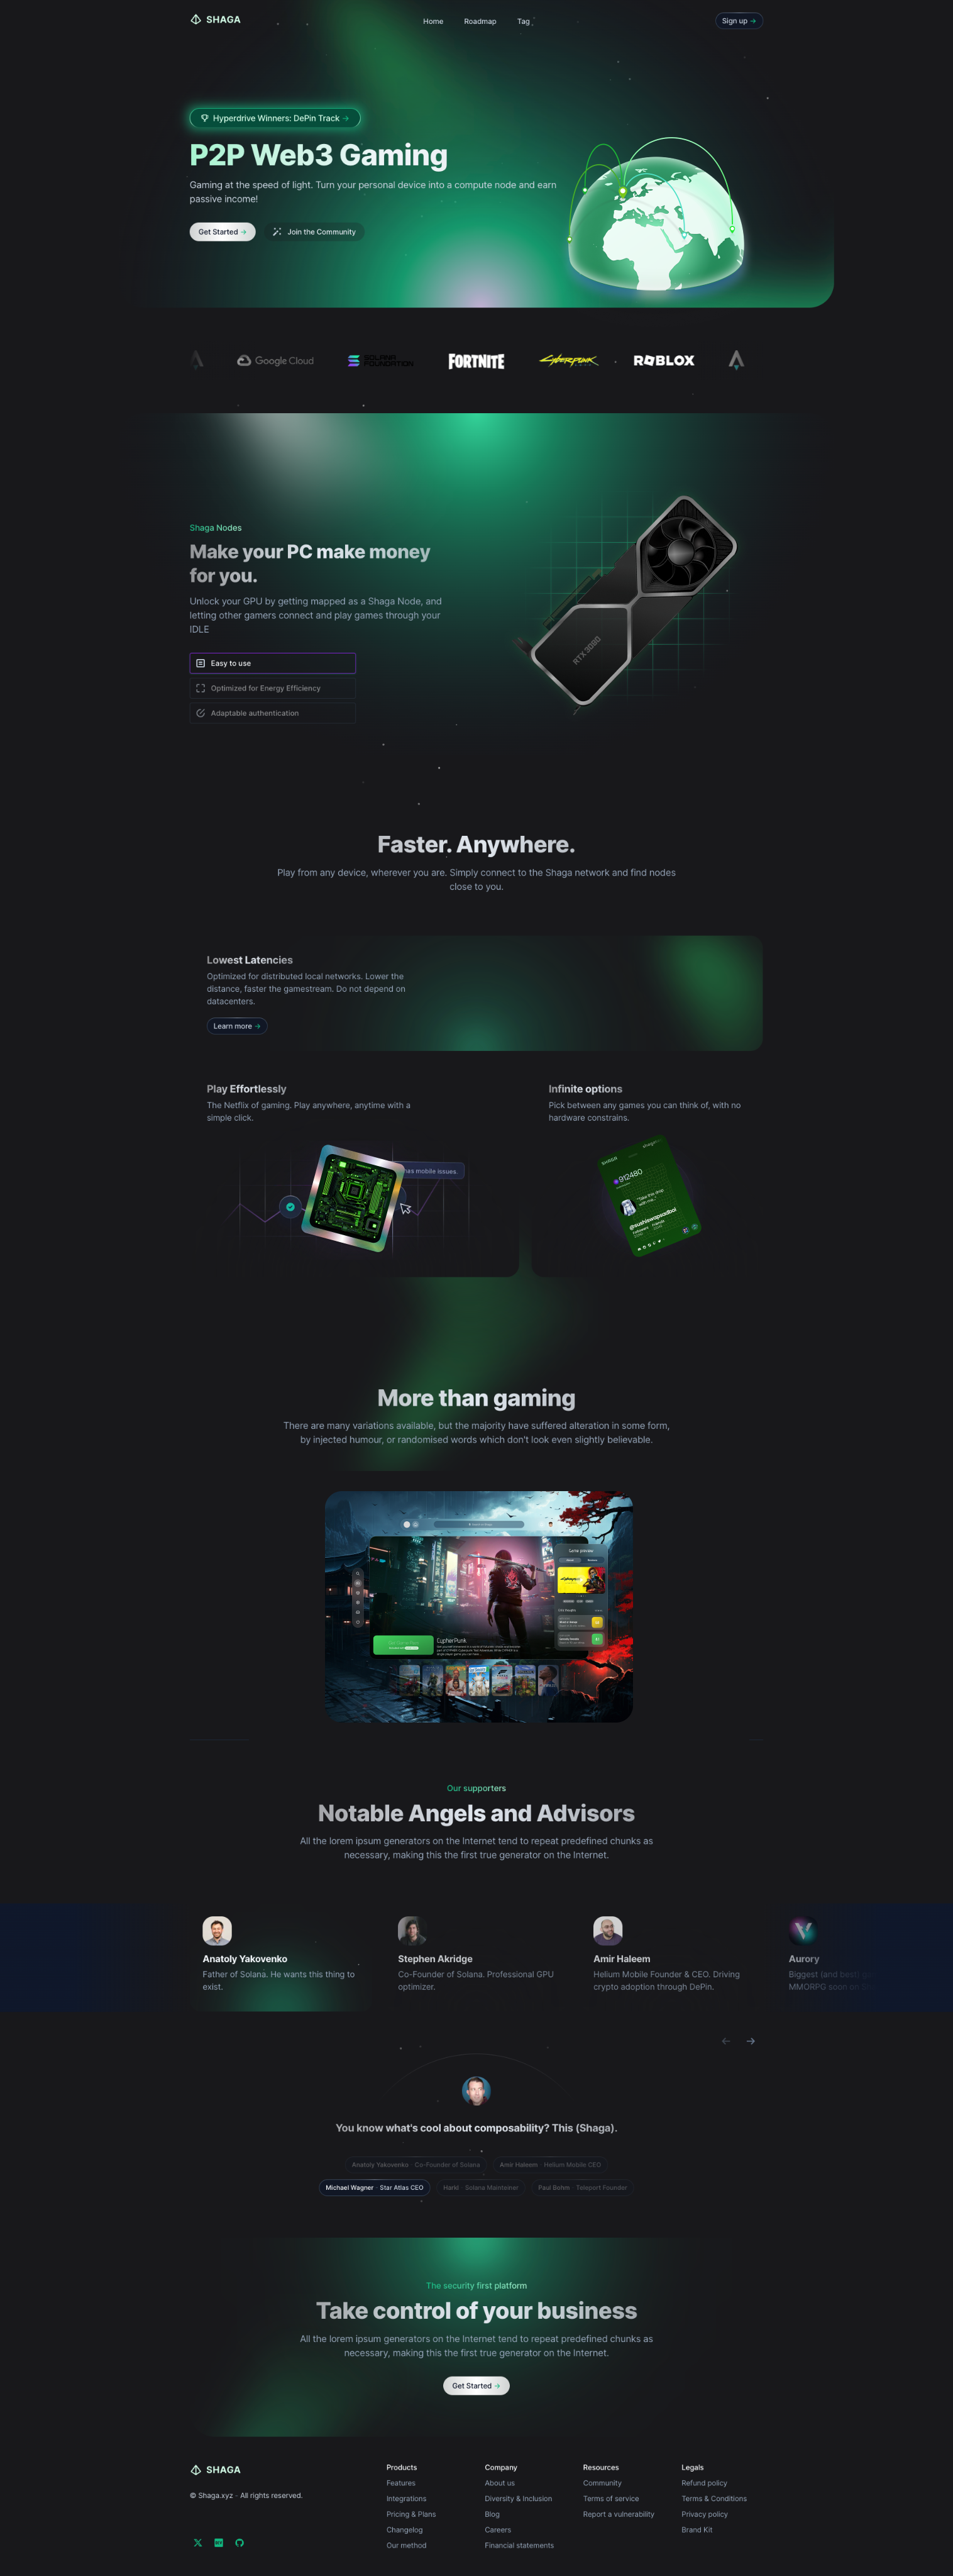 SHAGA
Home
Roadmap
Tag
Sign up →
Hyperdrive Winners: DePin Track →
P2P Web3 Gaming
Gaming at the speed of light. Turn your personal device into a compute node and earn
passive income!
Get Started →
Join the Community
Google Cloud
SOLANA
FOUNDATION
FORTNITE
Cyberpunk
ROBLOX
Shaga Nodes
Make your PC make money
for you.
Unlock your GPU by getting mapped as a Shaga Node, and
letting other gamers connect and play games through your
IDLE
Easy to use
Optimized for Energy Efficiency
Adaptable authentication
RTX 3090
Faster. Anywhere.
Play from any device, wherever you are. Simply connect to the Shaga network and find nodes
close to you.
Lowest Latencies
Optimized for distributed local networks. Lower the
distance, faster the gamestream. Do not depend on
datacenters.
Learn more →
Play Effortlessly
The Netflix of gaming. Play anywhere, anytime with a
simple click.
has mobile issues.
Infinite options
Pick between any games you can think of, with no
hardware constrains.
SHAGA
912480
"Take this drop
with me.."
@sushiswapsadboi
More than gaming
There are many variations available, but the majority have suffered alteration in some form,
by injected humour, or randomised words which don't look even slightly believable.
Game previews
CypherPunk
Our supporters
Notable Angels and Advisors
All the lorem ipsum generators on the Internet tend to repeat predefined chunks as
necessary, making this the first true generator on the Internet.
Anatoly Yakovenko
Father of Solana. He wants this thing to
exist.
Stephen Akridge
Co-Founder of Solana. Professional GPU
optimizer.
Amir Haleem
Helium Mobile Founder & CEO. Driving
crypto adoption through DePin.
Aurory
Biggest (and best)
MMORPG soon on
← →
You know what's cool about composability? This (Shaga).
Anatoly Yakovenko · Co-Founder of Solana
Amir Haleem · Helium Mobile CEO
Michael Wagner · Star Atlas CEO
Harkl · Solana Mainteiner
Paul Bohm · Teleport Founder
The security first platform
Take control of your business
All the lorem ipsum generators on the Internet tend to repeat predefined chunks as
necessary, making this the first true generator on the Internet.
Get Started →
SHAGA
© Shaga.xyz · All rights reserved.
Products
Features
Integrations
Pricing & Plans
Changelog
Our method
Company
About us
Diversity & Inclusion
Blog
Careers
Financial statements
Resources
Community
Terms of service
Report a vulnerability
Legals
Refund policy
Terms & Conditions
Privacy policy
Brand Kit